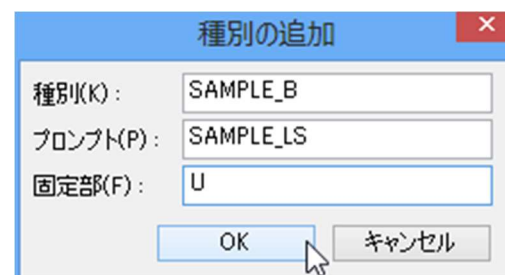 種別の追加
種別(K): SAMPLE_B
プロンプト(P): SAMPLE_LS
固定部(F): U
OK キャンセル